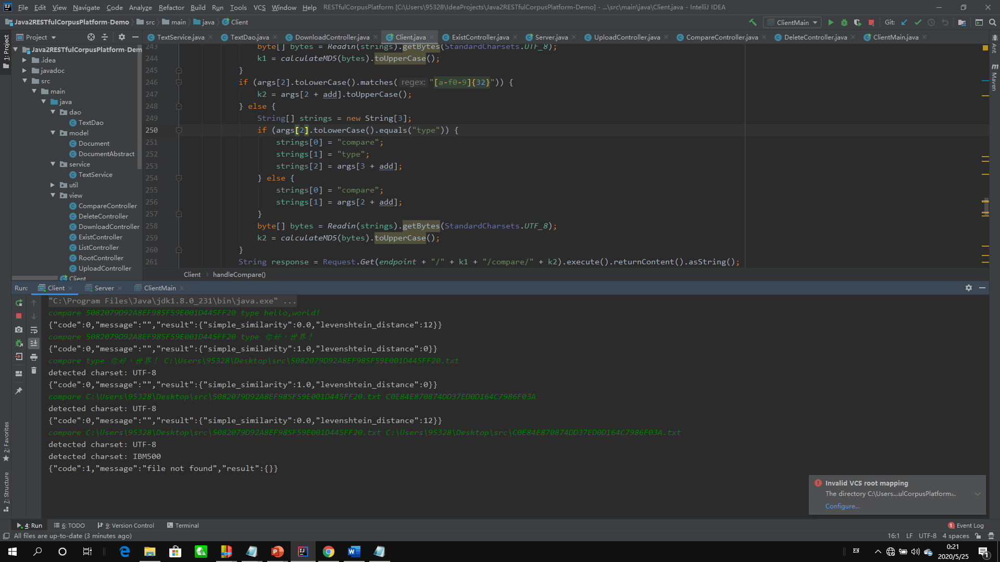 File Edit View Navigate Code Analyze Refactor Build Run Tools VCS Window Help RESTfulCorpusPlatform [C:\Users\95328\IdeaProjects\Java2RESTfulCorpusPlatform-Demo] - ...\src\main\java\Client.java - IntelliJ IDEA
Java2RESTfulCorpusPlatform-Demo src main java Client ClientMain Git:
Project TextService.java TextDao.java DownloadController.java Client.java ExistController.java Server.java UploadController.java CompareController.java DeleteController.java ClientMain.java
1: Project
Ant
Maven
Java2RESTfulCorpusPlatform-Dem
.idea
javadoc
src
main
java
dao
TextDao
model
Document
DocumentAbstract
service
TextService
util
view
CompareController
DeleteController
DownloadController
ExistController
ListController
RootController
UploadController
Client
243 byte[] bytes = Readin(strings).getBytes(StandardCharsets.UTF_8);
244 k1 = calculateMD5(bytes).toUpperCase();
245 }
246 if (args[2].toLowerCase().matches( regex: "[a-f0-9]{32}")) {
247 k2 = args[2 + add].toUpperCase();
248 } else {
249 String[] strings = new String[3];
250 if (args[2].toLowerCase().equals("type")) {
251 strings[0] = "compare";
252 strings[1] = "type";
253 strings[2] = args[3 + add];
254 } else {
255 strings[0] = "compare";
256 strings[1] = args[2 + add];
257 }
258 byte[] bytes = Readin(strings).getBytes(StandardCharsets.UTF_8);
259 k2 = calculateMD5(bytes).toUpperCase();
260 }
261 String response = Request.Get(endpoint + "/" + k1 + "/compare/" + k2).execute().returnContent().asString();
Client handleCompare()
Run: Client Server ClientMain
"C:\Program Files\Java\jdk1.8.0_231\bin\java.exe" ...
compare 5082079D92A8EF985F59E001D445FF20 type hello,world!
{"code":0,"message":"","result":{"simple_similarity":0.0,"levenshtein_distance":12}}
compare 5082079D92A8EF985F59E001D445FF20 type 你好，世界！
{"code":0,"message":"","result":{"simple_similarity":1.0,"levenshtein_distance":0}}
compare type 你好，世界！ C:\Users\95328\Desktop\src\5082079D92A8EF985F59E001D445FF20.txt
detected charset: UTF-8
{"code":0,"message":"","result":{"simple_similarity":1.0,"levenshtein_distance":0}}
compare C:\Users\95328\Desktop\src\5082079D92A8EF985F59E001D445FF20.txt C0E84E870874DD37ED0D164C7986F03A
detected charset: UTF-8
{"code":0,"message":"","result":{"simple_similarity":0.0,"levenshtein_distance":12}}
compare C:\Users\95328\Desktop\src\5082079D92A8EF985F59E001D445FF20.txt C:\Users\95328\Desktop\src\C0E84E870874DD37ED0D164C7986F03A.txt
detected charset: UTF-8
detected charset: IBM500
{"code":1,"message":"file not found","result":{}}
2: Favorites
7: Structure
Invalid VCS root mapping
The directory C:\Users...ulCorpusPlatform-..
Configure...
4: Run 6: TODO 9: Version Control Terminal 1 Event Log
All files are up-to-date (3 minutes ago) 16:1 LF UTF-8 4 spaces
EN 0:21
2020/5/25 1